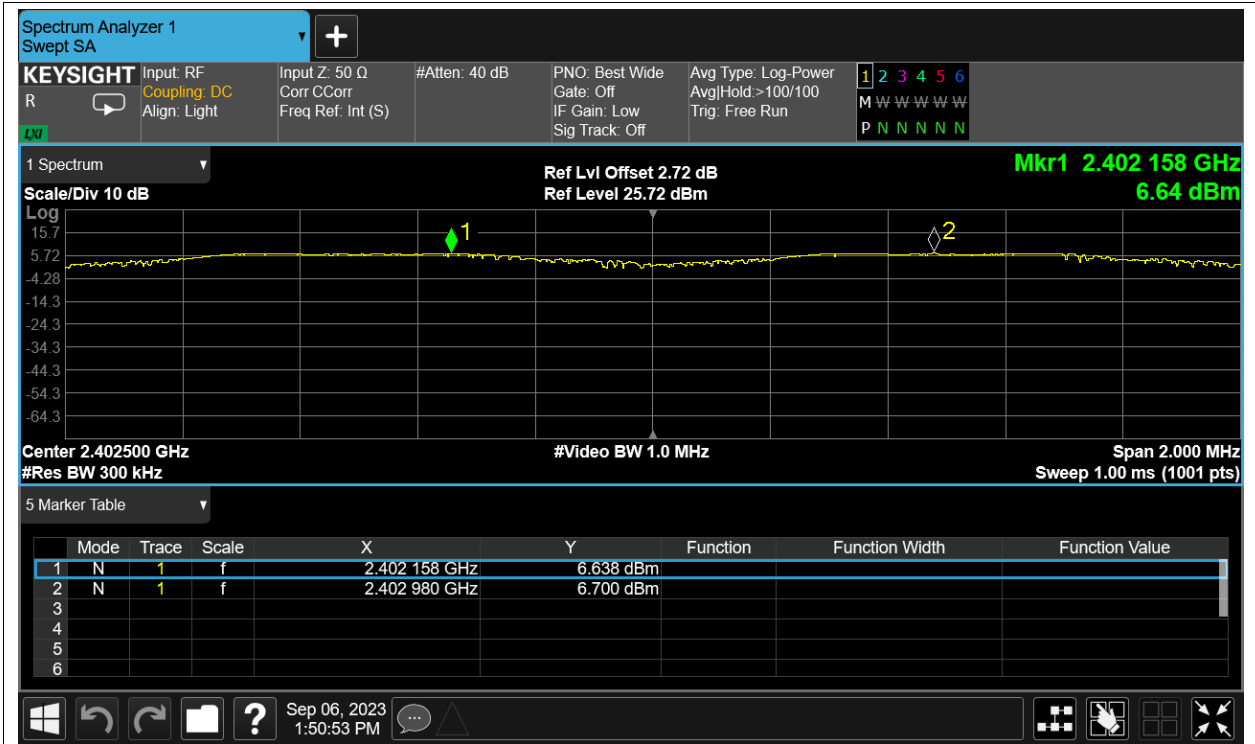 Spectrum Analyzer 1
Swept SA
KEYSIGHT
R
LXI
Input: RF
Coupling: DC
Align: Light
Input Z: 50 Ω
Corr CCorr
Freq Ref: Int (S)
#Atten: 40 dB
PNO: Best Wide
Gate: Off
IF Gain: Low
Sig Track: Off
Avg Type: Log-Power
Avg|Hold:>100/100
Trig: Free Run
1 2 3 4 5 6
M W W W W W
P N N N N N
1 Spectrum
Scale/Div 10 dB
Ref Lvl Offset 2.72 dB
Ref Level 25.72 dBm
Mkr1 2.402 158 GHz
6.64 dBm
Log
15.7
5.72
-4.28
-14.3
-24.3
-34.3
-44.3
-54.3
-64.3
1
2
Center 2.402500 GHz
#Video BW 1.0 MHz
Span 2.000 MHz
#Res BW 300 kHz
Sweep 1.00 ms (1001 pts)
5 Marker Table
Mode Trace Scale X Y Function Function Width Function Value
1 N 1 f 2.402 158 GHz 6.638 dBm
2 N 1 f 2.402 980 GHz 6.700 dBm
3
4
5
6
?
Sep 06, 2023
1:50:53 PM